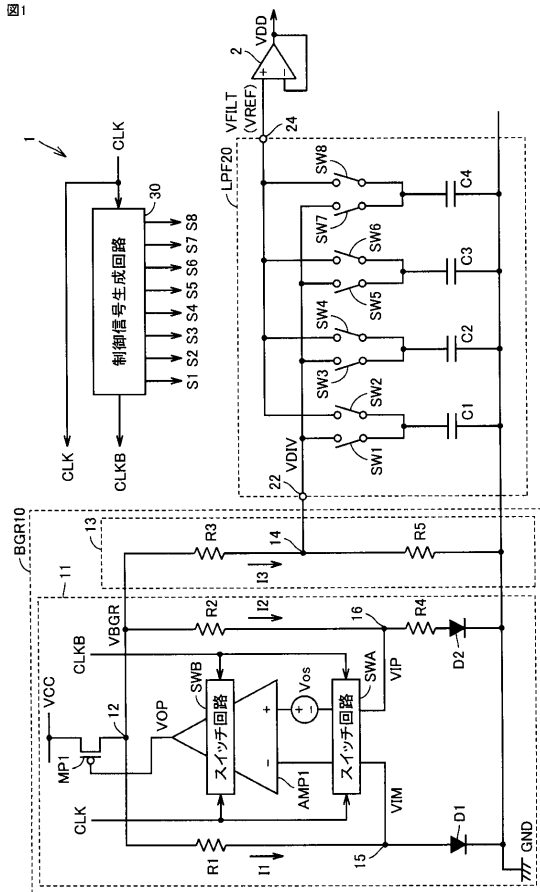 図1
1
CLK
CLK
30
制御信号生成回路
CLKB
S1 S2 S3 S4 S5 S6 S7 S8
BGR10
11
13
VCC
MP1
12
VBGR
CLK
CLKB
VOP
SWB
スイッチ回路
AMP1
Vos
SWA
スイッチ回路
VIM
VIP
15
16
R1
I1
R2
I2
R3
I3
14
R4
R5
D1
D2
GND
LPF20
22
VDIV
SW1
SW2
SW3
SW4
SW5
SW6
SW7
SW8
C1
C2
C3
C4
24
VFILT
(VREF)
2
VDD